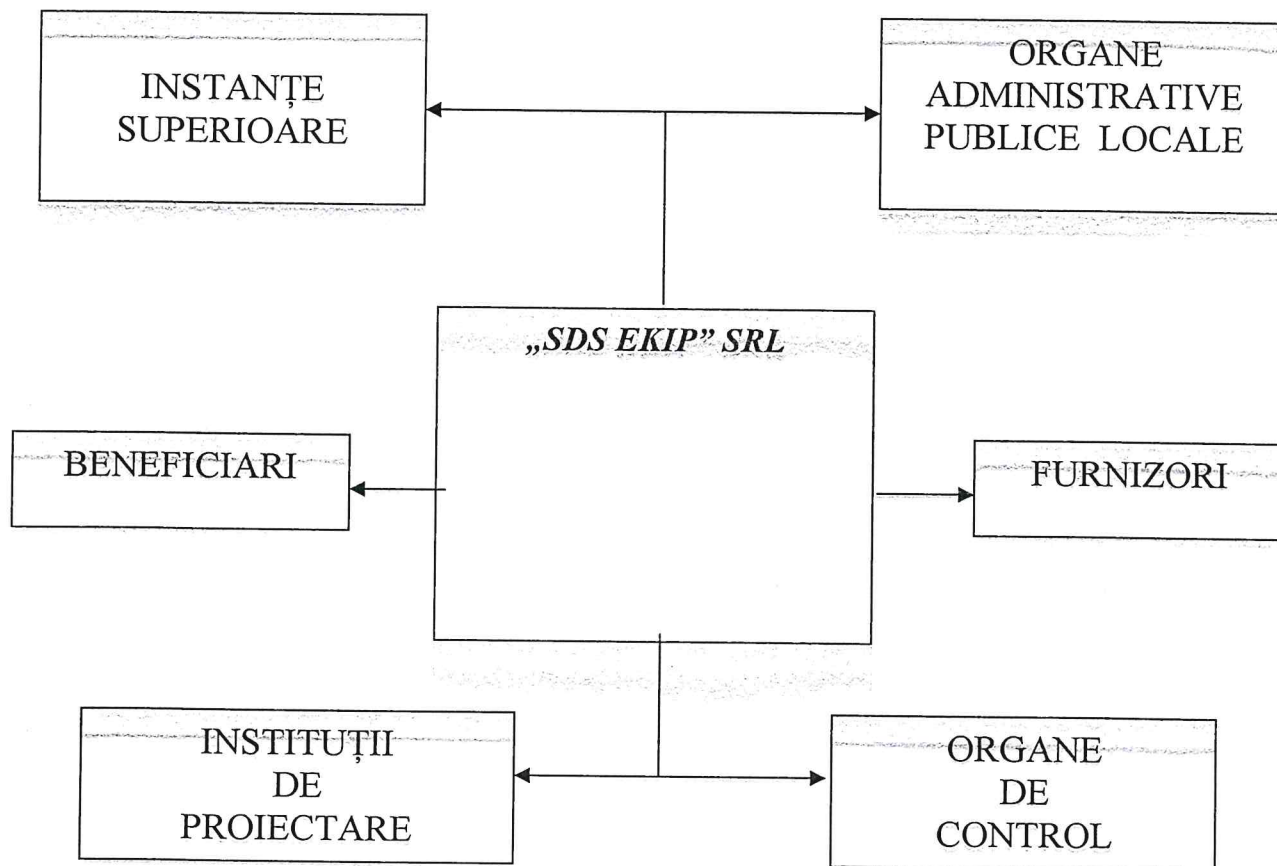 INSTANȚE
SUPERIOARE
ORGANE
ADMINISTRATIVE
PUBLICE LOCALE
„SDS EKIP” SRL
BENEFICIARI
FURNIZORI
INSTITUȚII
DE
PROIECTARE
ORGANE
DE
CONTROL